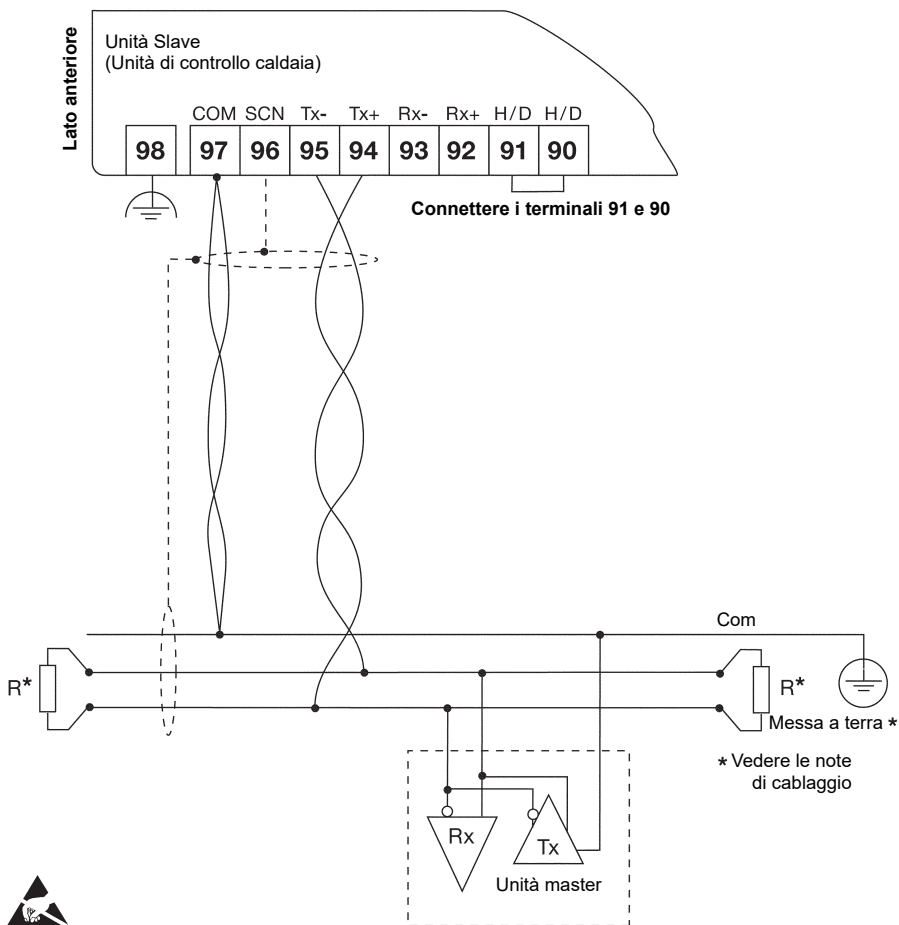 Lato anteriore
Unità Slave
(Unità di controllo caldaia)
COM SCN Tx- Tx+ Rx- Rx+ H/D H/D
98 97 96 95 94 93 92 91 90
Connettere i terminali 91 e 90
Com
R*
R*
Messa a terra *
* Vedere le note
di cablaggio
Rx
Tx
Unità master